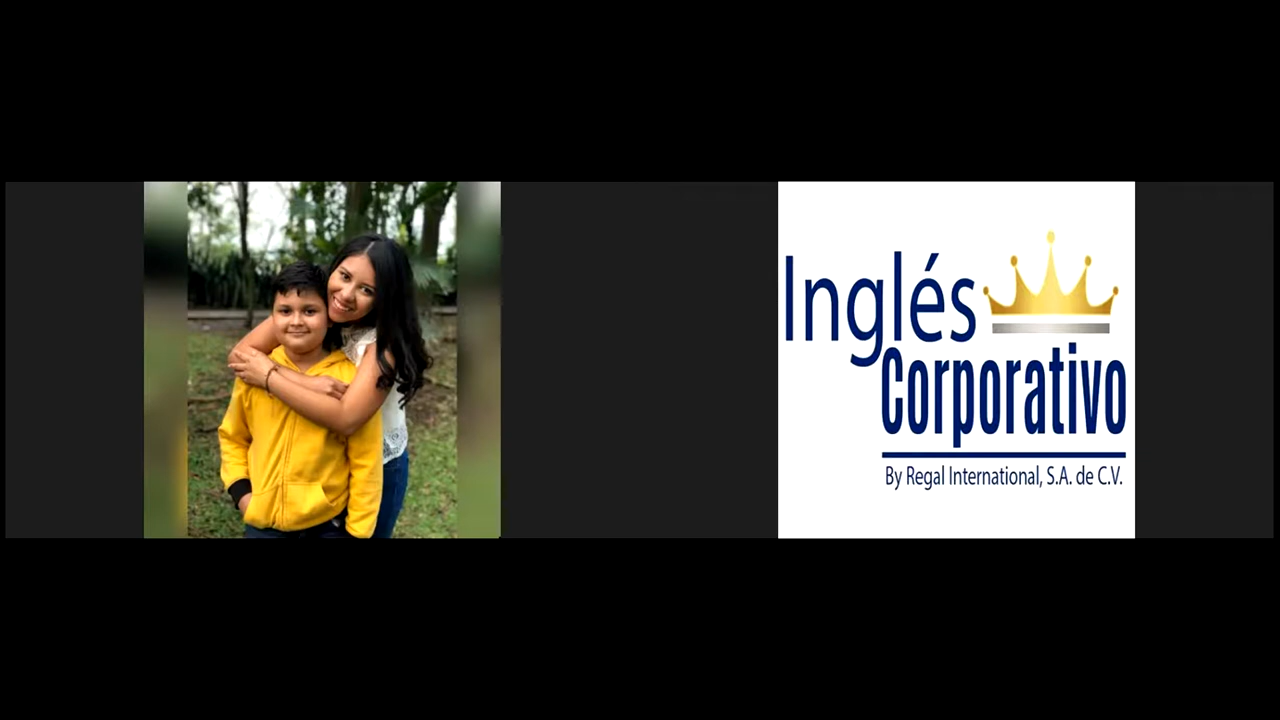 Inglés
Corporativo
By Regal International, S.A. de C.V.